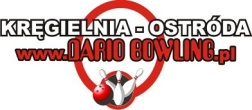 KRĘGIELNIA - OSTRÓDA
www.DARIO BOWLING.pl